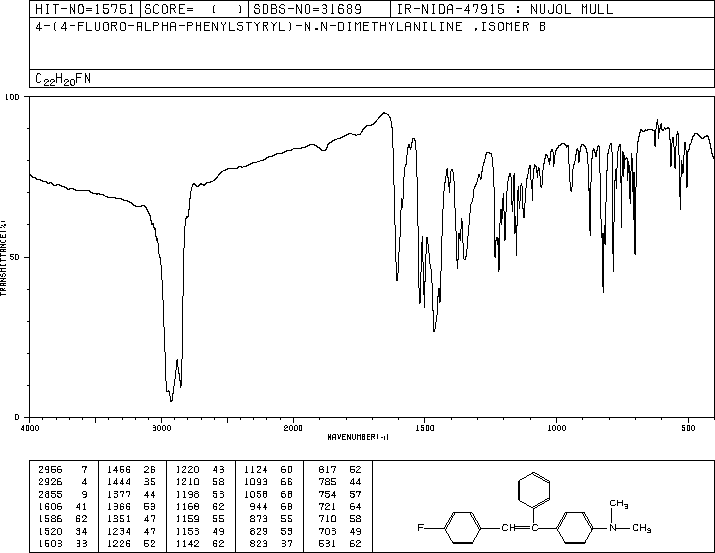 HIT-NO=15751 SCORE= ( ) SDBS-NO=31689 IR-NIDA-47915 : NUJOL MULL
4-(4-FLUORO-ALPHA-PHENYLSTYRYL)-N,N-DIMETHYLANILINE ,ISOMER B
C22H20FN
100
50
0
TRANSMITTANCE(%)
4000 3000 2000 1500 1000 500
WAVENUMBER(-1)
2956 7 1466 26 1220 43 1124 60 817 52
2926 4 1444 35 1210 58 1093 66 785 44
2855 9 1377 44 1198 53 1058 68 754 57
1606 41 1366 53 1168 62 944 68 721 64
1586 62 1351 47 1159 55 873 55 710 58
1520 34 1234 47 1153 49 829 53 703 49
1503 33 1226 52 1142 62 823 37 531 62
F
CH3
N
CH3